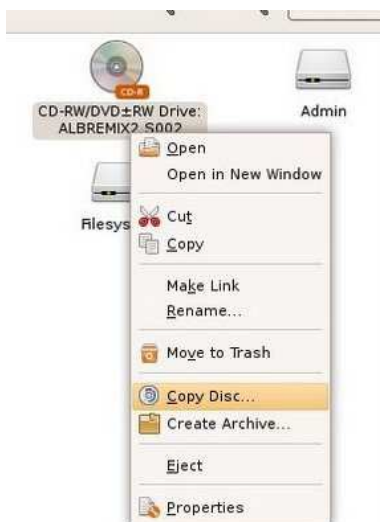 CD-R
CD-RW/DVD±RW Drive:
ALBREMIX2.S002
Admin
Filesys
Open
Open in New Window
Cut
Copy
Make Link
Rename...
Move to Trash
Copy Disc...
Create Archive...
Eject
Properties